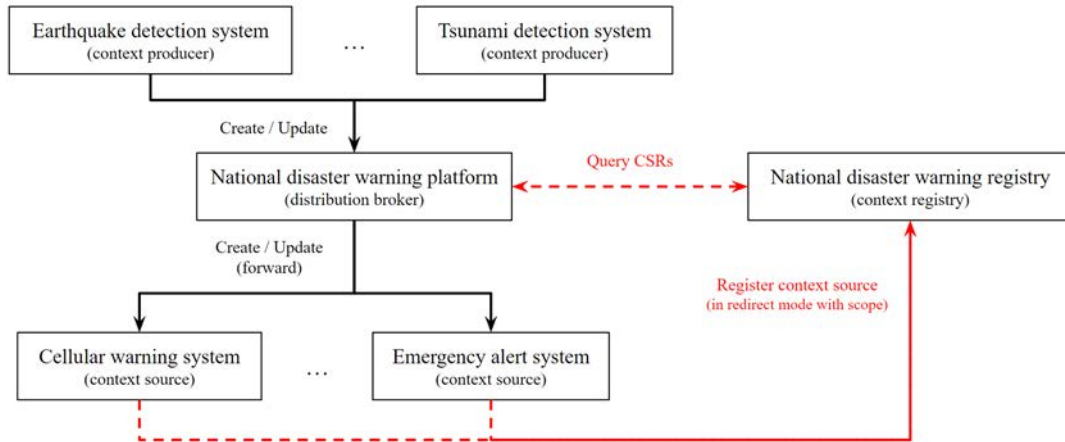 Earthquake detection system
(context producer)
...
Tsunami detection system
(context producer)
Create / Update
National disaster warning platform
(distribution broker)
Query CSRs
National disaster warning registry
(context registry)
Create / Update
(forward)
Register context source
(in redirect mode with scope)
Cellular warning system
(context source)
...
Emergency alert system
(context source)